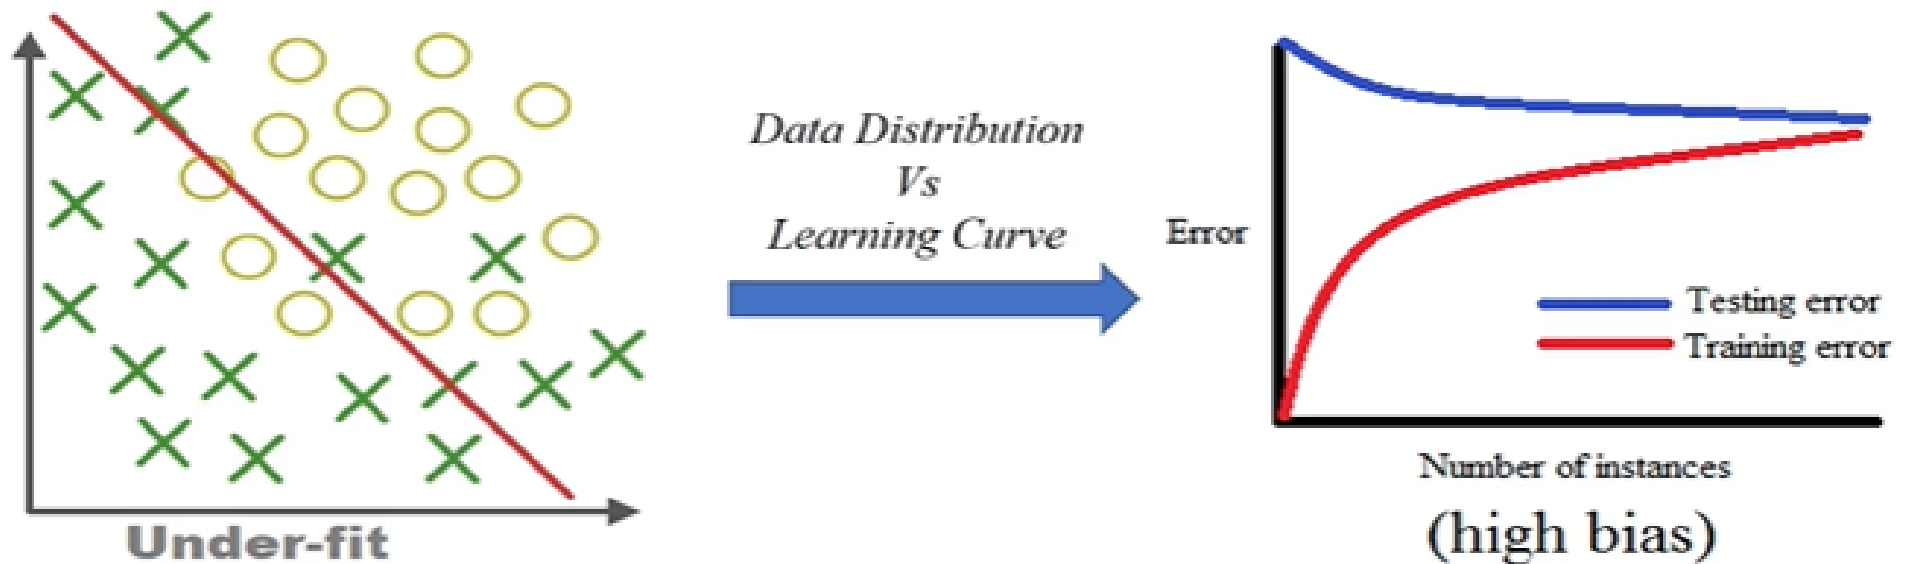 Under-fit
Data Distribution
Vs
Learning Curve
Error
Testing error
Training error
Number of instances
(high bias)